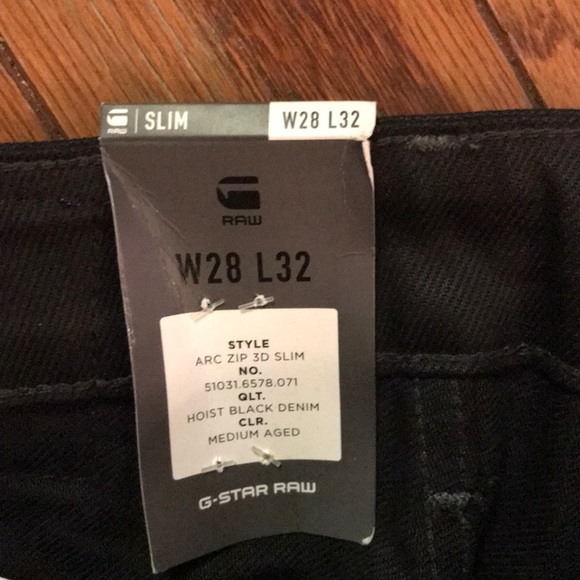 RAW | SLIM W28 L32
RAW
W28 L32
STYLE
ARC ZIP 3D SLIM
NO.
51031.6578.071
QLT.
HOIST BLACK DENIM
CLR.
MEDIUM AGED
G-STAR RAW